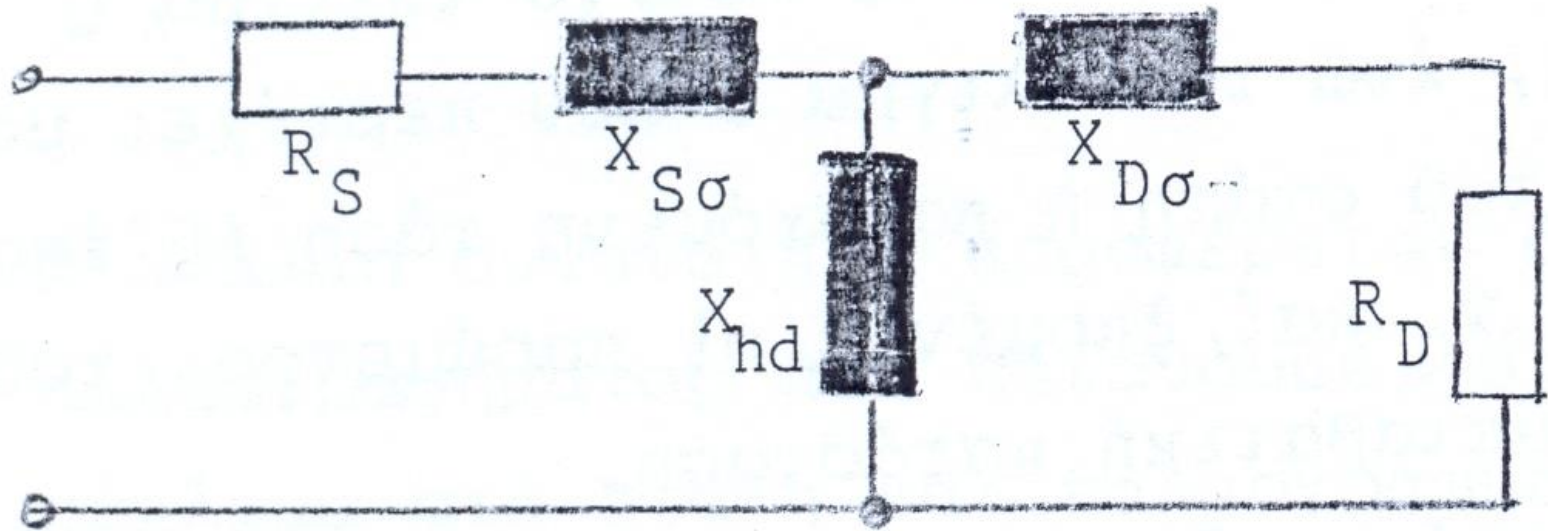 R_S
X_Sσ
X_Dσ
X_hd
R_D